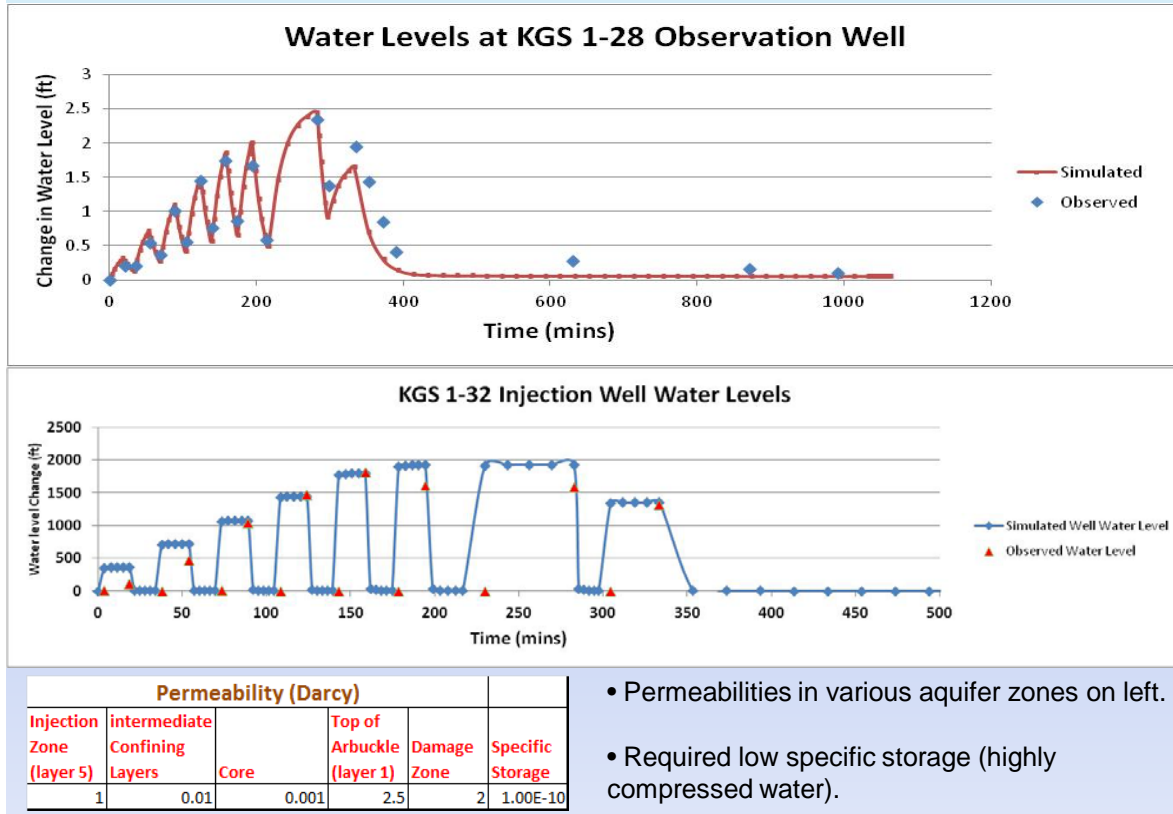 Water Levels at KGS 1-28 Observation Well
Change in Water Level (ft)
3
2.5
2
1.5
1
0.5
0
0 200 400 600 800 1000 1200
Time (mins)
Simulated
Observed
KGS 1-32 Injection Well Water Levels
Water level Change (ft)
2500
2000
1500
1000
500
0
0 50 100 150 200 250 300 350 400 450 500
Time (mins)
Simulated Well Water Level
Observed Water Level
Permeability (Darcy)
Injection Zone (layer 5)
intermediate Confining Layers
Core
Top of Arbuckle (layer 1)
Damage Zone
Specific Storage
1 0.01 0.001 2.5 2 1.00E-10
• Permeabilities in various aquifer zones on left.
• Required low specific storage (highly
compressed water).